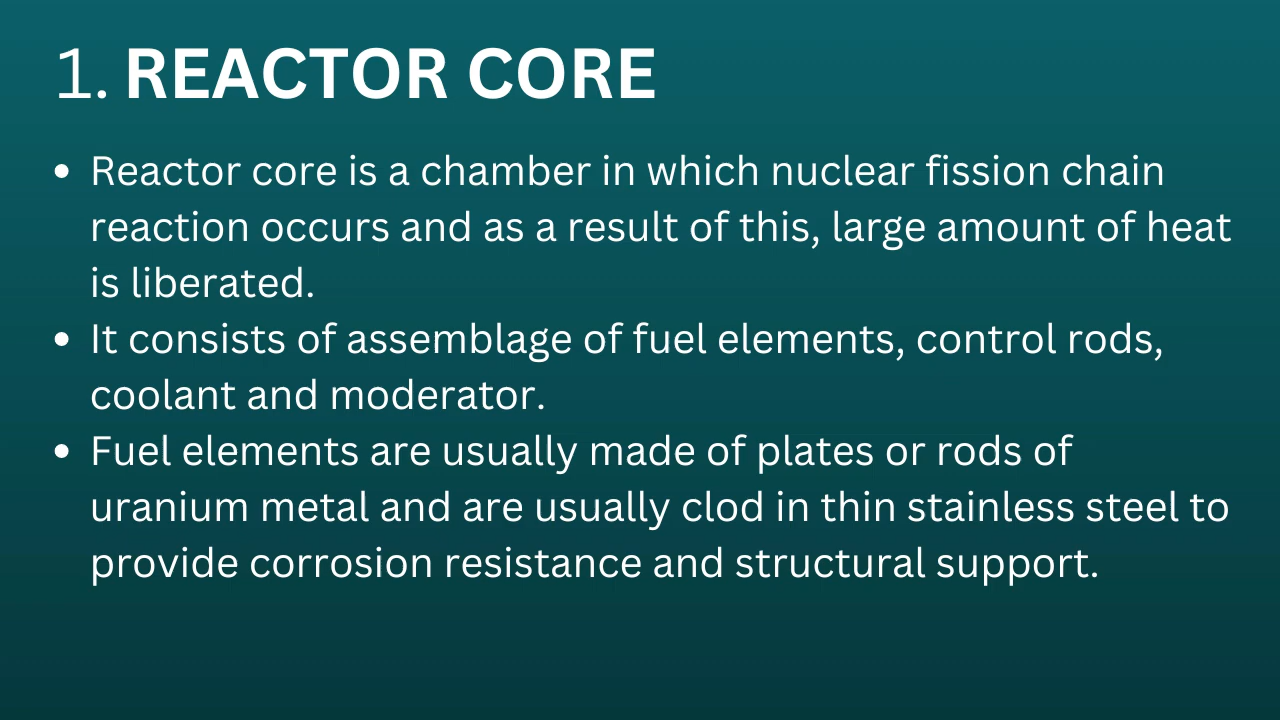 1. REACTOR CORE
• Reactor core is a chamber in which nuclear fission chain
reaction occurs and as a result of this, large amount of heat
is liberated.
• It consists of assemblage of fuel elements, control rods,
coolant and moderator.
• Fuel elements are usually made of plates or rods of
uranium metal and are usually clod in thin stainless steel to
provide corrosion resistance and structural support.